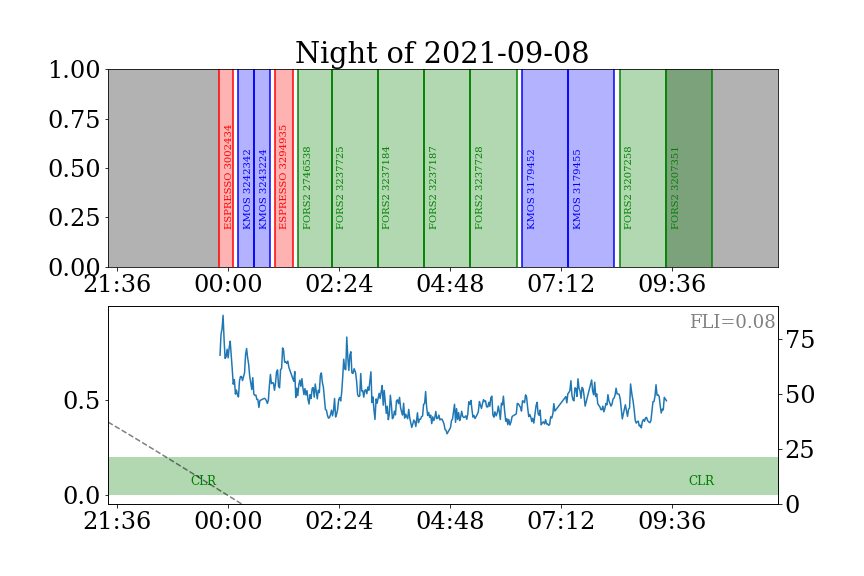 Night of 2021-09-08
1.00
0.75
0.50
0.25
0.00
ESPRESSO 3002434
KMOS 3242342
KMOS 3243224
ESPRESSO 3294935
FORS2 2746538
FORS2 3237725
FORS2 3237184
FORS2 3237187
FORS2 3237728
KMOS 3179452
KMOS 3179455
FORS2 3207258
FORS2 3207351
21:36 00:00 02:24 04:48 07:12 09:36
FLI=0.08
0.5
0.0
75
50
25
0
CLR CLR
21:36 00:00 02:24 04:48 07:12 09:36